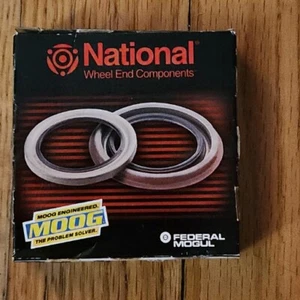 National®
Wheel End Components
MOOG ENGINEERED.
MOOG
THE PROBLEM SOLVER.
FEDERAL
MOGUL